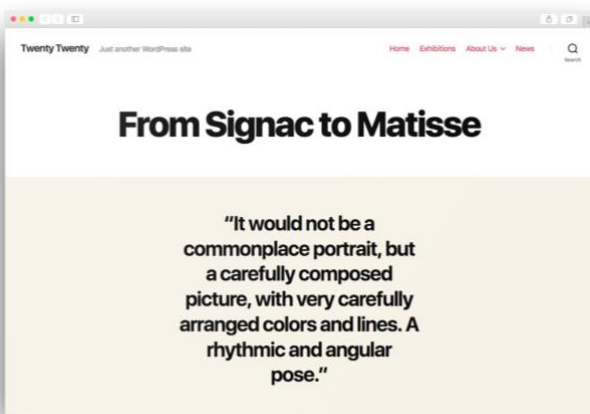 Twenty Twenty Just another WordPress site Home Exhibitions About Us News
Search
From Signac to Matisse
“It would not be a
commonplace portrait, but
a carefully composed
picture, with very carefully
arranged colors and lines. A
rhythmic and angular
pose.”